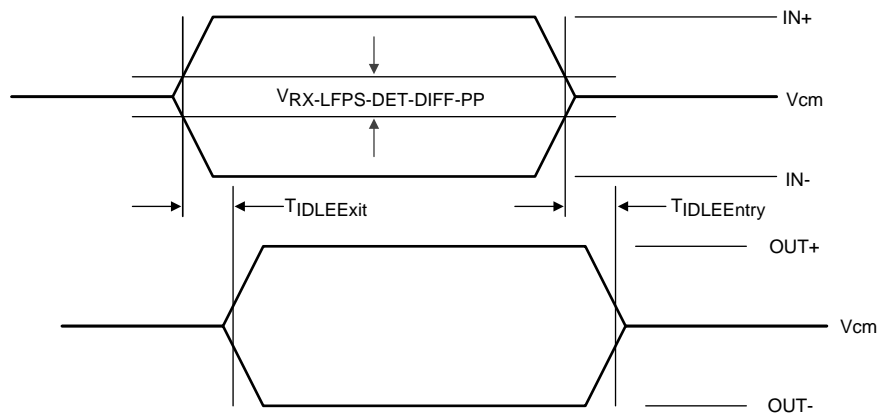 IN+
VRX-LFPS-DET-DIFF-PP
Vcm
IN-
TIDLEExit
TIDLEEntry
OUT+
Vcm
OUT-